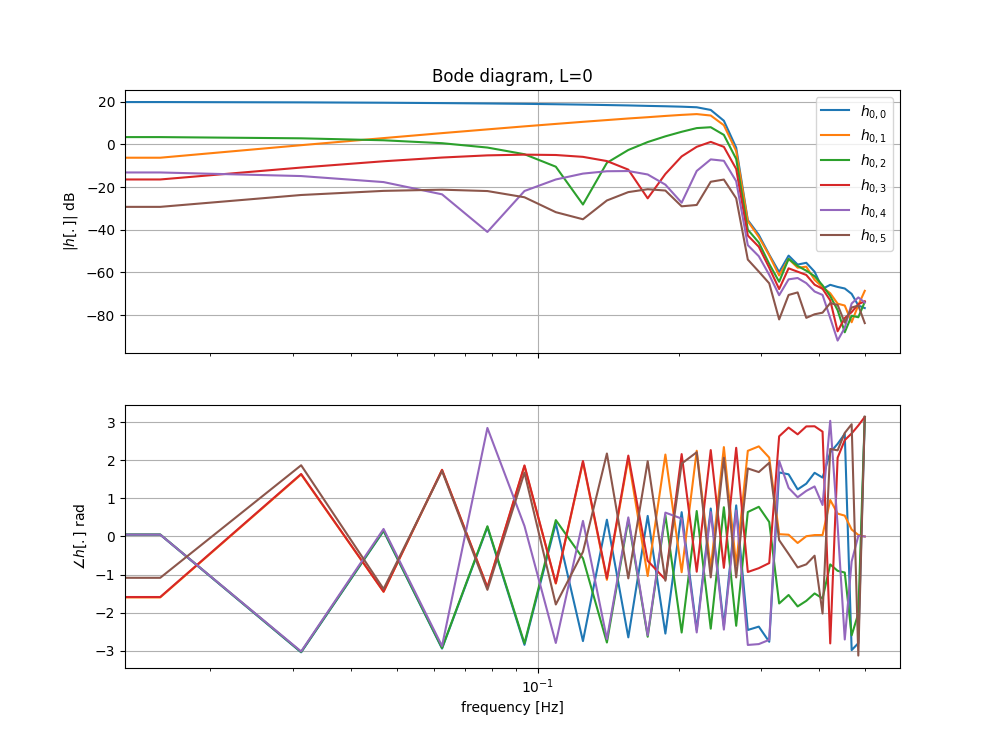 Bode diagram, L=0
|h[.]| dB
20
0
−20
−40
−60
−80
h0,0
h0,1
h0,2
h0,3
h0,4
h0,5
∠h[.] rad
3
2
1
0
−1
−2
−3
10−1
frequency [Hz]